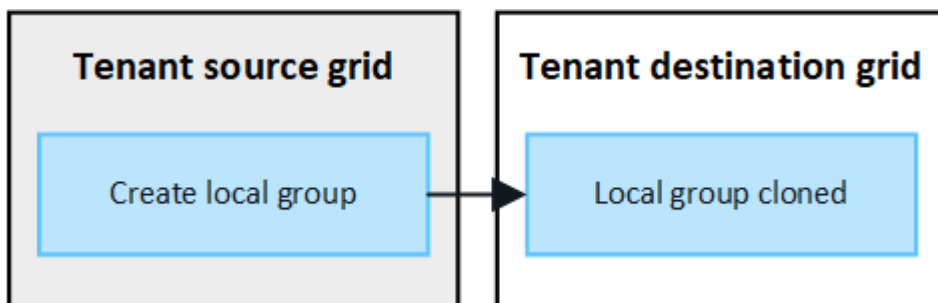 Tenant source grid
Create local group
Tenant destination grid
Local group cloned